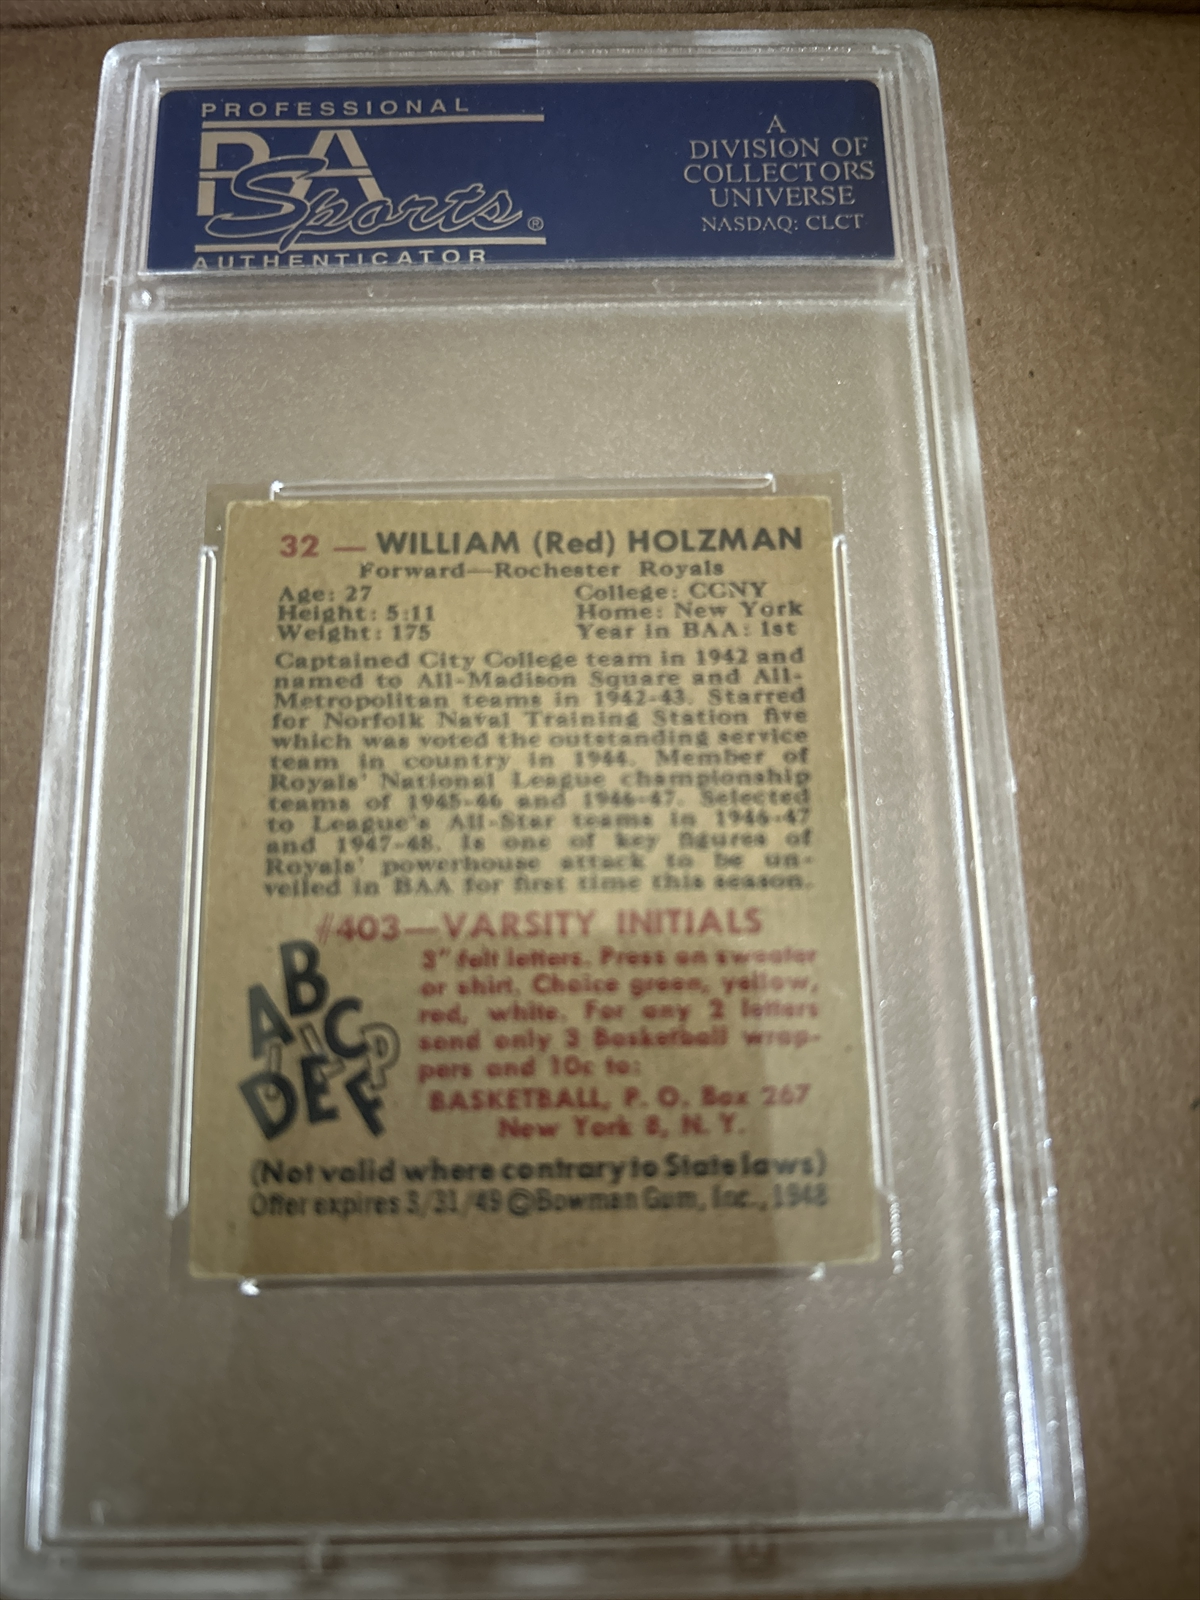 PROFESSIONAL
PSA
Sports®
AUTHENTICATOR
A
DIVISION OF
COLLECTORS
UNIVERSE
NASDAQ: CLCT
32 — WILLIAM (Red) HOLZMAN
Forward—Rochester Royals
Age: 27 College: CCNY
Height: 5:11 Home: New York
Weight: 175 Year in BAA: 1st
Captained City College team in 1942 and
named to All-Madison Square and All-
Metropolitan teams in 1942-43. Starred
for Norfolk Naval Training Station five
which was voted the outstanding service
team in country in 1944. Member of
Royals' National League championship
teams of 1945-46 and 1946-47. Selected
to League's All-Star teams in 1946-47
and 1947-48. Is one of key figures of
Royals' powerhouse attack to be un-
veiled in BAA for first time this season.
#403—VARSITY INITIALS
3" felt letters. Press on sweater
or shirt. Choice green, yellow,
red, white. For any 2 letters
send only 3 Basketball wrap-
pers and 10c to:
BASKETBALL, P. O. Box 267
New York 8, N. Y.
A B C
D E F
(Not valid where contrary to State laws)
Offer expires 3/31/49 ©Bowman Gum, Inc., 1948